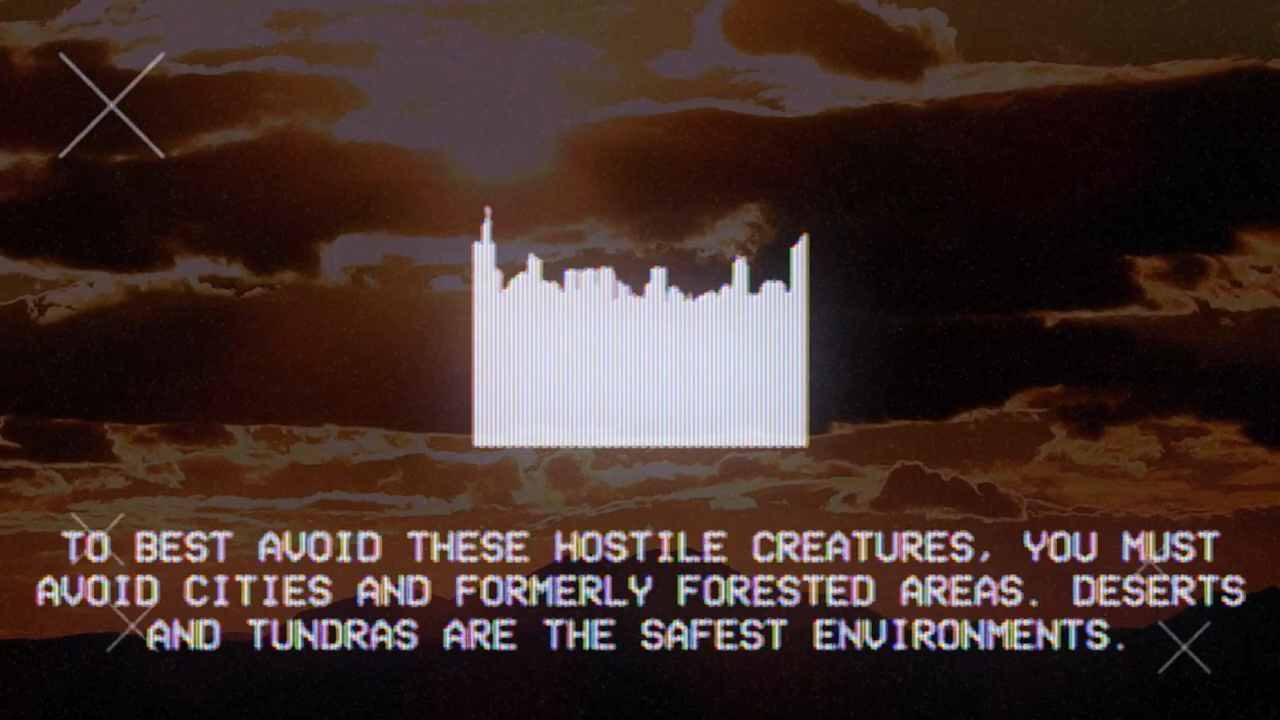 TO BEST AVOID THESE HOSTILE CREATURES, YOU MUST
AVOID CITIES AND FORMERLY FORESTED AREAS. DESERTS
AND TUNDRAS ARE THE SAFEST ENVIRONMENTS.